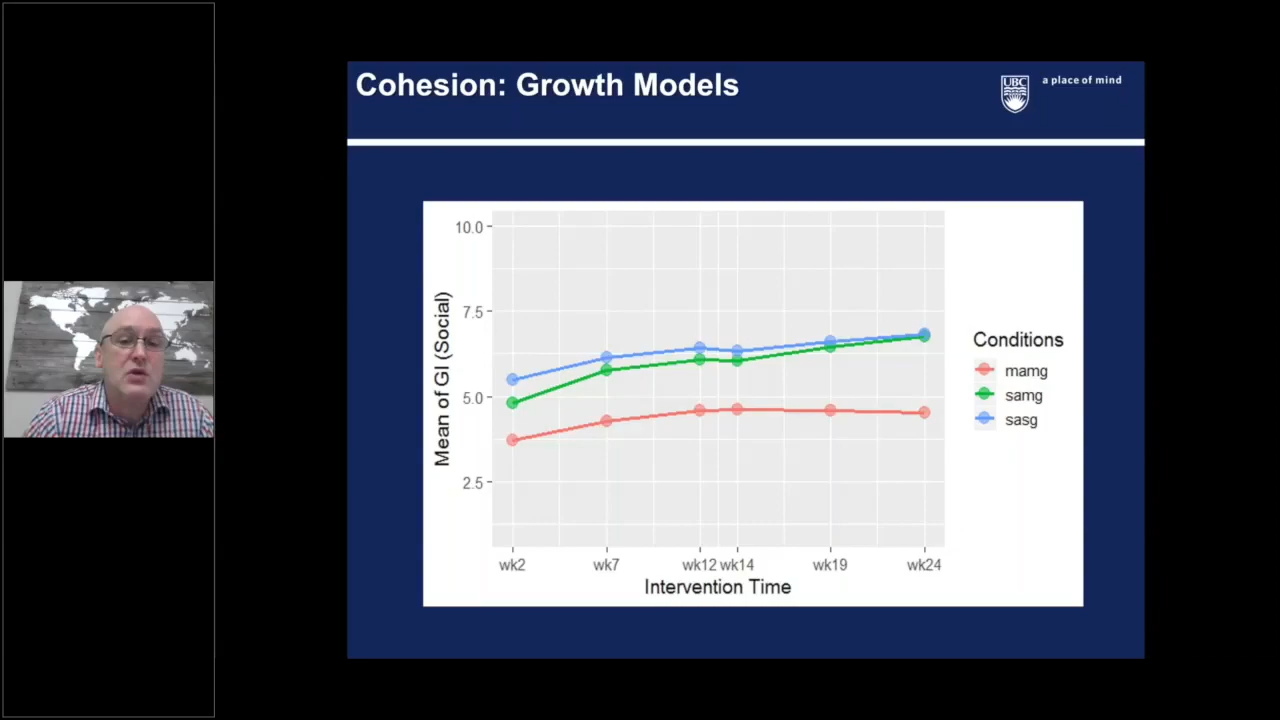 Cohesion: Growth Models
UBC
a place of mind
10.0
7.5
5.0
2.5
Mean of GI (Social)
wk2
wk7
wk12
wk14
wk19
wk24
Intervention Time
Conditions
mamg
samg
sasg